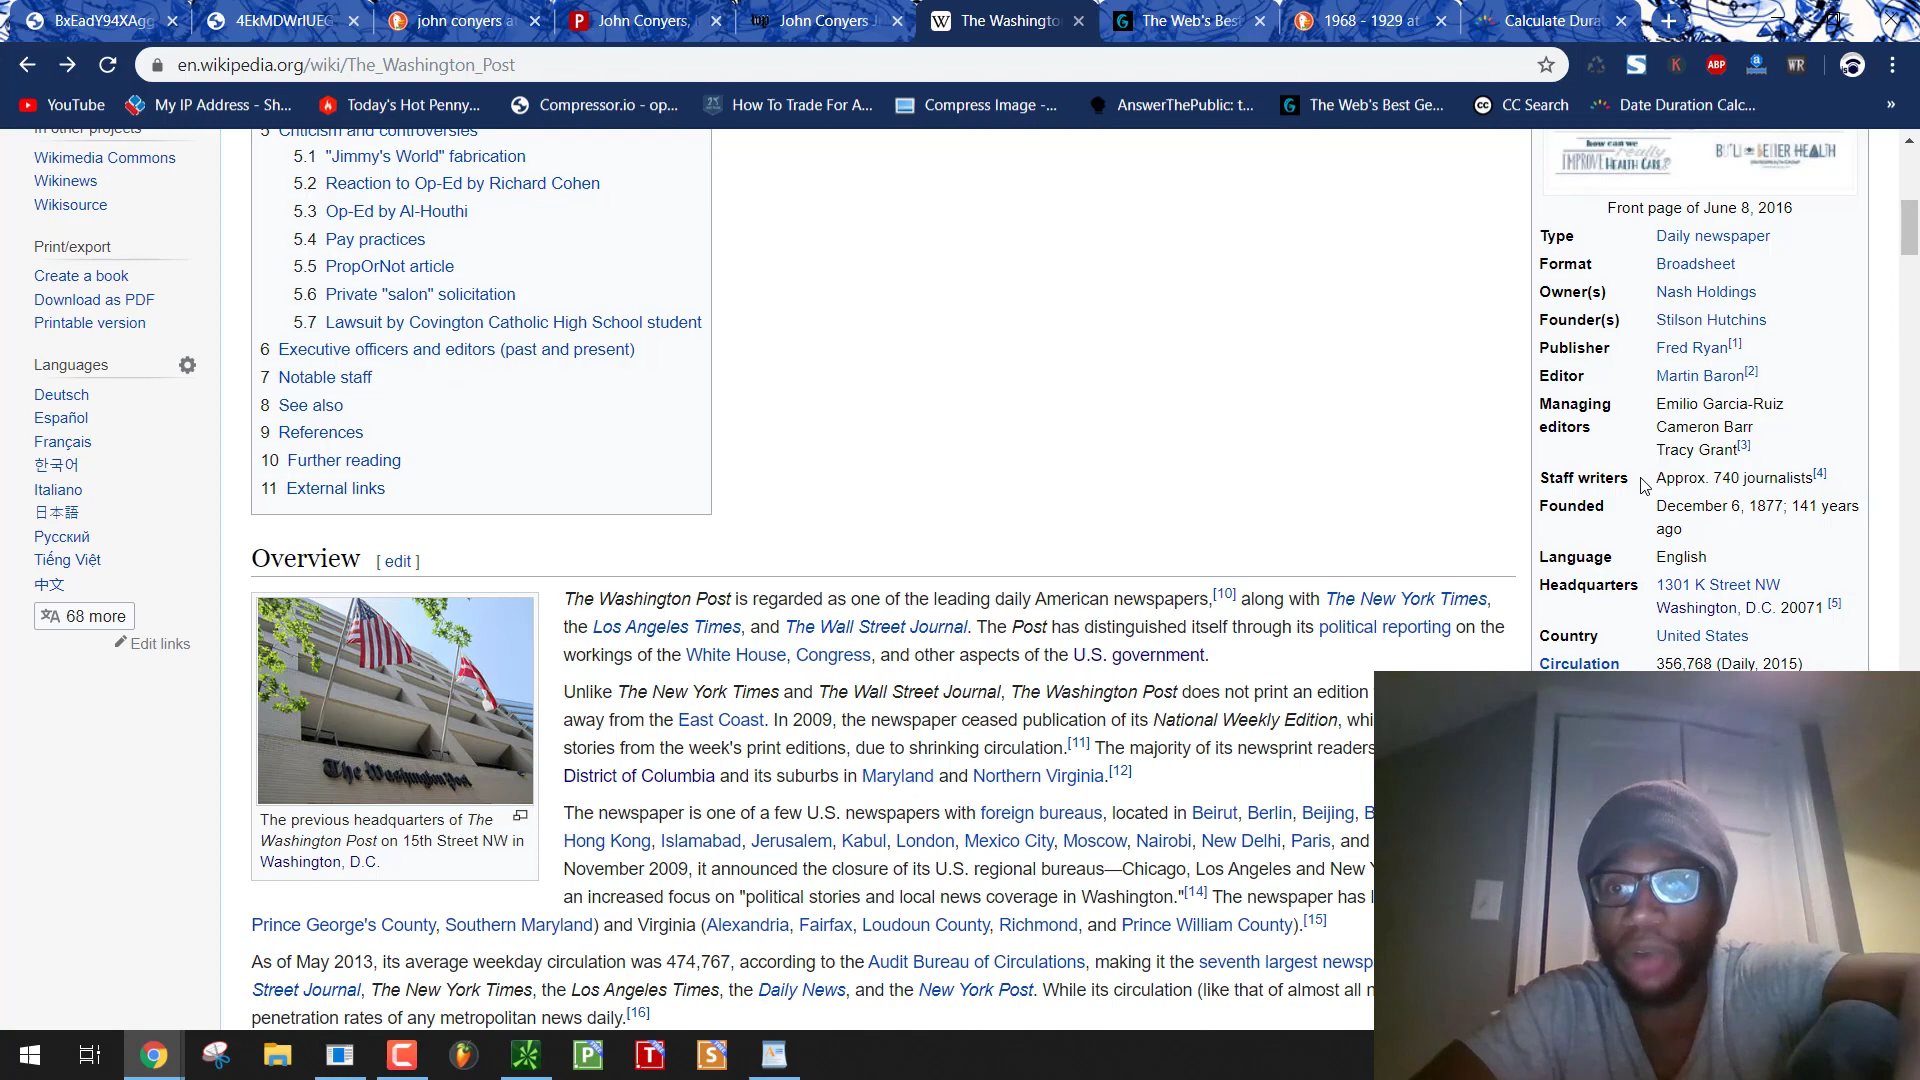 BxEady94XAgg
4EkMDWrIUEG
john conyers at
John Conyers,
John Conyers J
The Washingto
The Web's Bes
1968 - 1929 at
Calculate Dura
en.wikipedia.org/wiki/The_Washington_Post
YouTube
My IP Address - Sh...
Today's Hot Penny...
Compressor.io - op...
How To Trade For A...
Compress Image -...
AnswerThePublic: t...
The Web's Best Ge...
CC Search
Date Duration Calc...
»
In other projects
Wikimedia Commons
Wikinews
Wikisource
Print/export
Create a book
Download as PDF
Printable version
Languages
Deutsch
Español
Français
한국어
Italiano
日本語
Русский
Tiếng Việt
中文
68 more
Edit links
5 Criticism and controversies
5.1 "Jimmy's World" fabrication
5.2 Reaction to Op-Ed by Richard Cohen
5.3 Op-Ed by Al-Houthi
5.4 Pay practices
5.5 PropOrNot article
5.6 Private "salon" solicitation
5.7 Lawsuit by Covington Catholic High School student
6 Executive officers and editors (past and present)
7 Notable staff
8 See also
9 References
10 Further reading
11 External links
Overview [ edit ]
The Washington Post
The previous headquarters of The
Washington Post on 15th Street NW in
Washington, D.C.
The Washington Post is regarded as one of the leading daily American newspapers,[10] along with The New York Times,
the Los Angeles Times, and The Wall Street Journal. The Post has distinguished itself through its political reporting on the
workings of the White House, Congress, and other aspects of the U.S. government.
Unlike The New York Times and The Wall Street Journal, The Washington Post does not print an edition
away from the East Coast. In 2009, the newspaper ceased publication of its National Weekly Edition, whi
stories from the week's print editions, due to shrinking circulation.[11] The majority of its newsprint readers
District of Columbia and its suburbs in Maryland and Northern Virginia.[12]
The newspaper is one of a few U.S. newspapers with foreign bureaus, located in Beirut, Berlin, Beijing, B
Hong Kong, Islamabad, Jerusalem, Kabul, London, Mexico City, Moscow, Nairobi, New Delhi, Paris, and
November 2009, it announced the closure of its U.S. regional bureaus—Chicago, Los Angeles and New Y
an increased focus on "political stories and local news coverage in Washington."[14] The newspaper has l
Prince George's County, Southern Maryland) and Virginia (Alexandria, Fairfax, Loudoun County, Richmond, and Prince William County).[15]
As of May 2013, its average weekday circulation was 474,767, according to the Audit Bureau of Circulations, making it the seventh largest newsp
Street Journal, The New York Times, the Los Angeles Times, the Daily News, and the New York Post. While its circulation (like that of almost all n
penetration rates of any metropolitan news daily.[16]
how can we really
IMPROVE HEALTH CARE?
BETTER HEALTH
Front page of June 8, 2016
Type Daily newspaper
Format Broadsheet
Owner(s) Nash Holdings
Founder(s) Stilson Hutchins
Publisher Fred Ryan[1]
Editor Martin Baron[2]
Managing editors Emilio Garcia-Ruiz
Cameron Barr
Tracy Grant[3]
Staff writers Approx. 740 journalists[4]
Founded December 6, 1877; 141 years
ago
Language English
Headquarters 1301 K Street NW
Washington, D.C. 20071 [5]
Country United States
Circulation 356,768 (Daily, 2015)